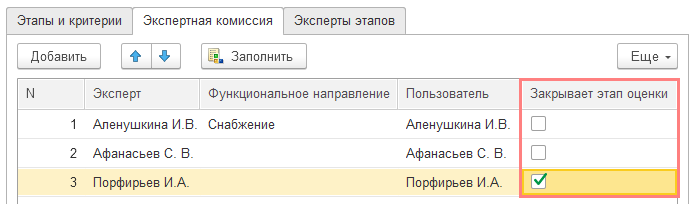 Этапы и критерии Экспертная комиссия Эксперты этапов
Добавить Заполнить Еще
N Эксперт Функциональное направление Пользователь Закрывает этап оценки
1 Аленушкина И.В. Снабжение Аленушкина И.В.
2 Афанасьев С. В. Афанасьев С. В.
3 Порфирьев И.А. Порфирьев И.А.